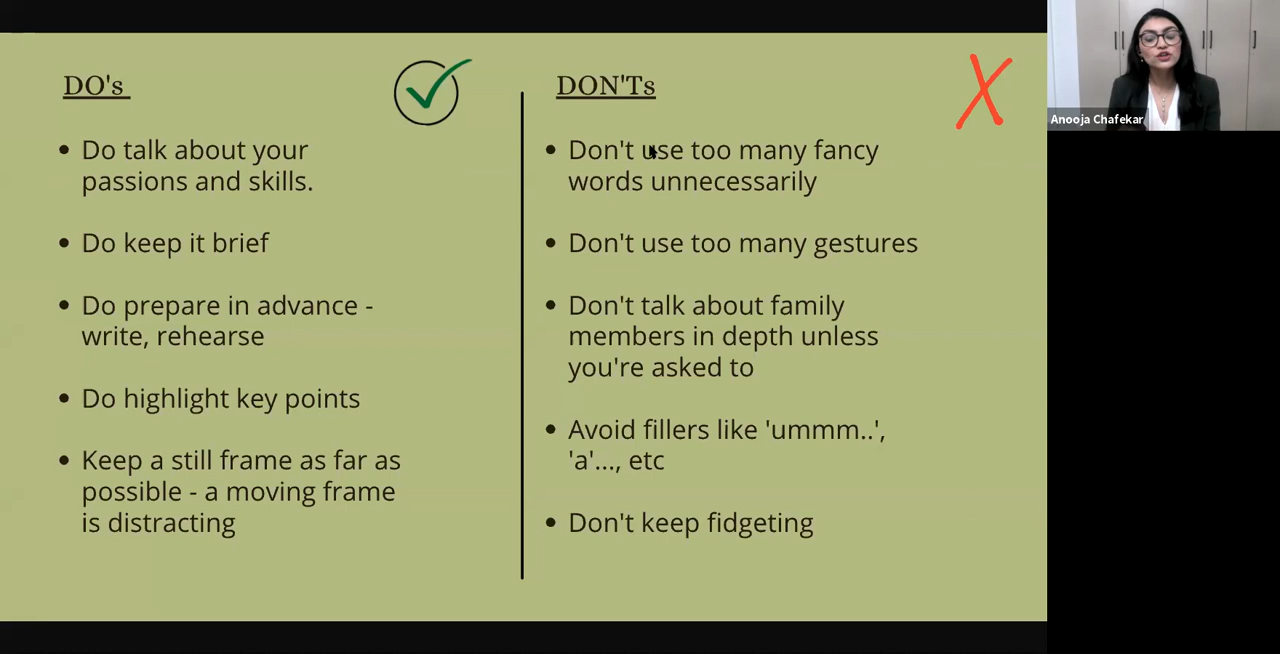 DO's
Do talk about your
passions and skills.
Do keep it brief
Do prepare in advance -
write, rehearse
Do highlight key points
Keep a still frame as far as
possible - a moving frame
is distracting
DON'Ts
Don't use too many fancy
words unnecessarily
Don't use too many gestures
Don't talk about family
members in depth unless
you're asked to
Avoid fillers like 'ummm..',
'a'..., etc
Don't keep fidgeting
Anooja Chafekar